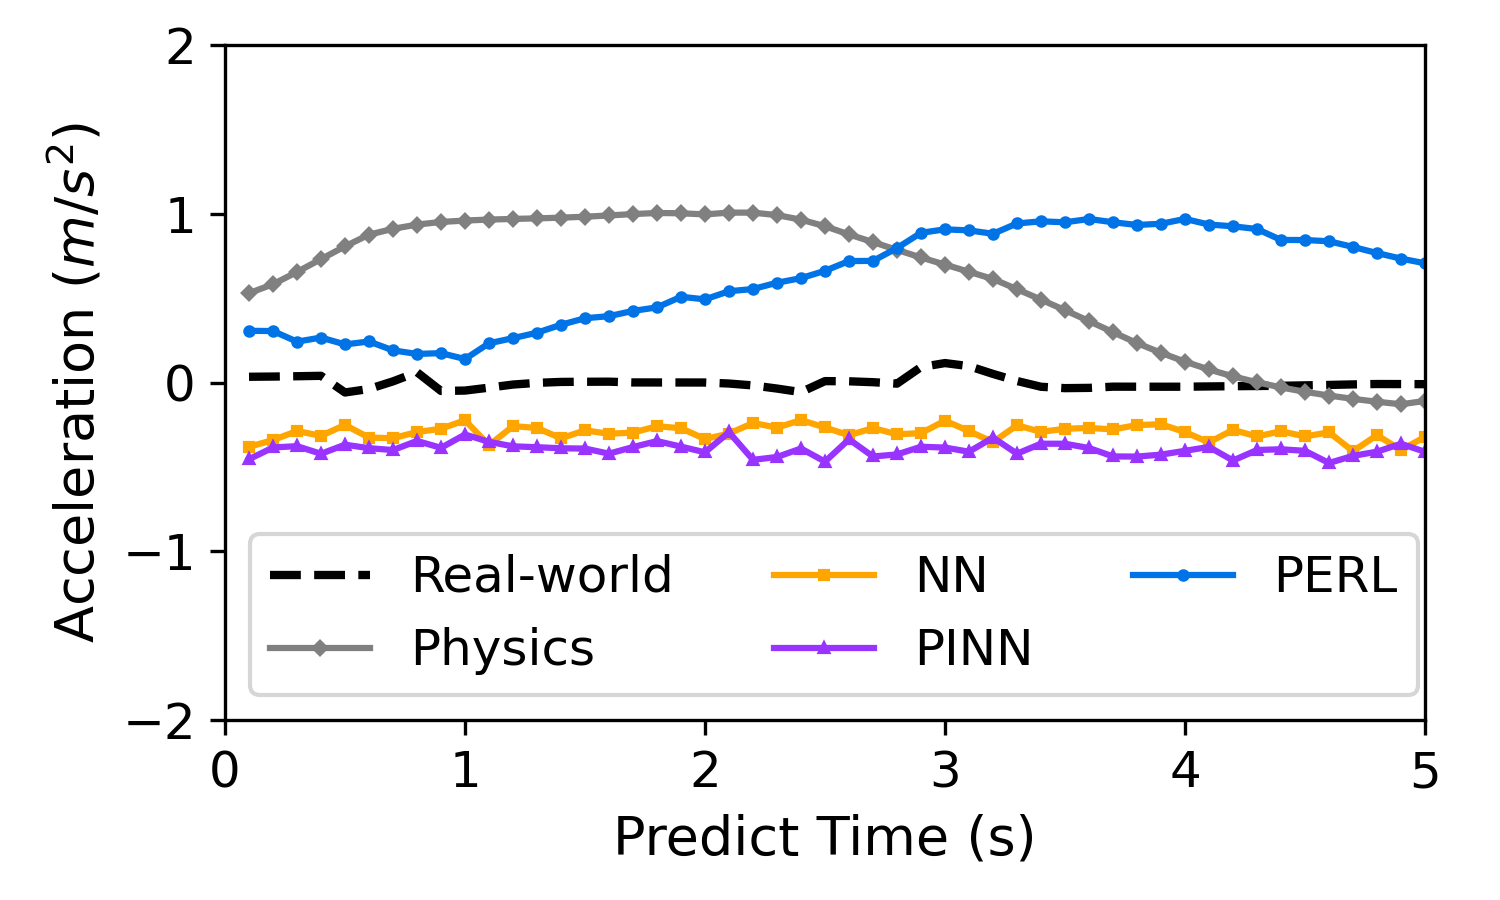 2
1
0
−1
−2
Acceleration (m/s²)
Real-world
NN
PERL
Physics
PINN
0 1 2 3 4 5
Predict Time (s)